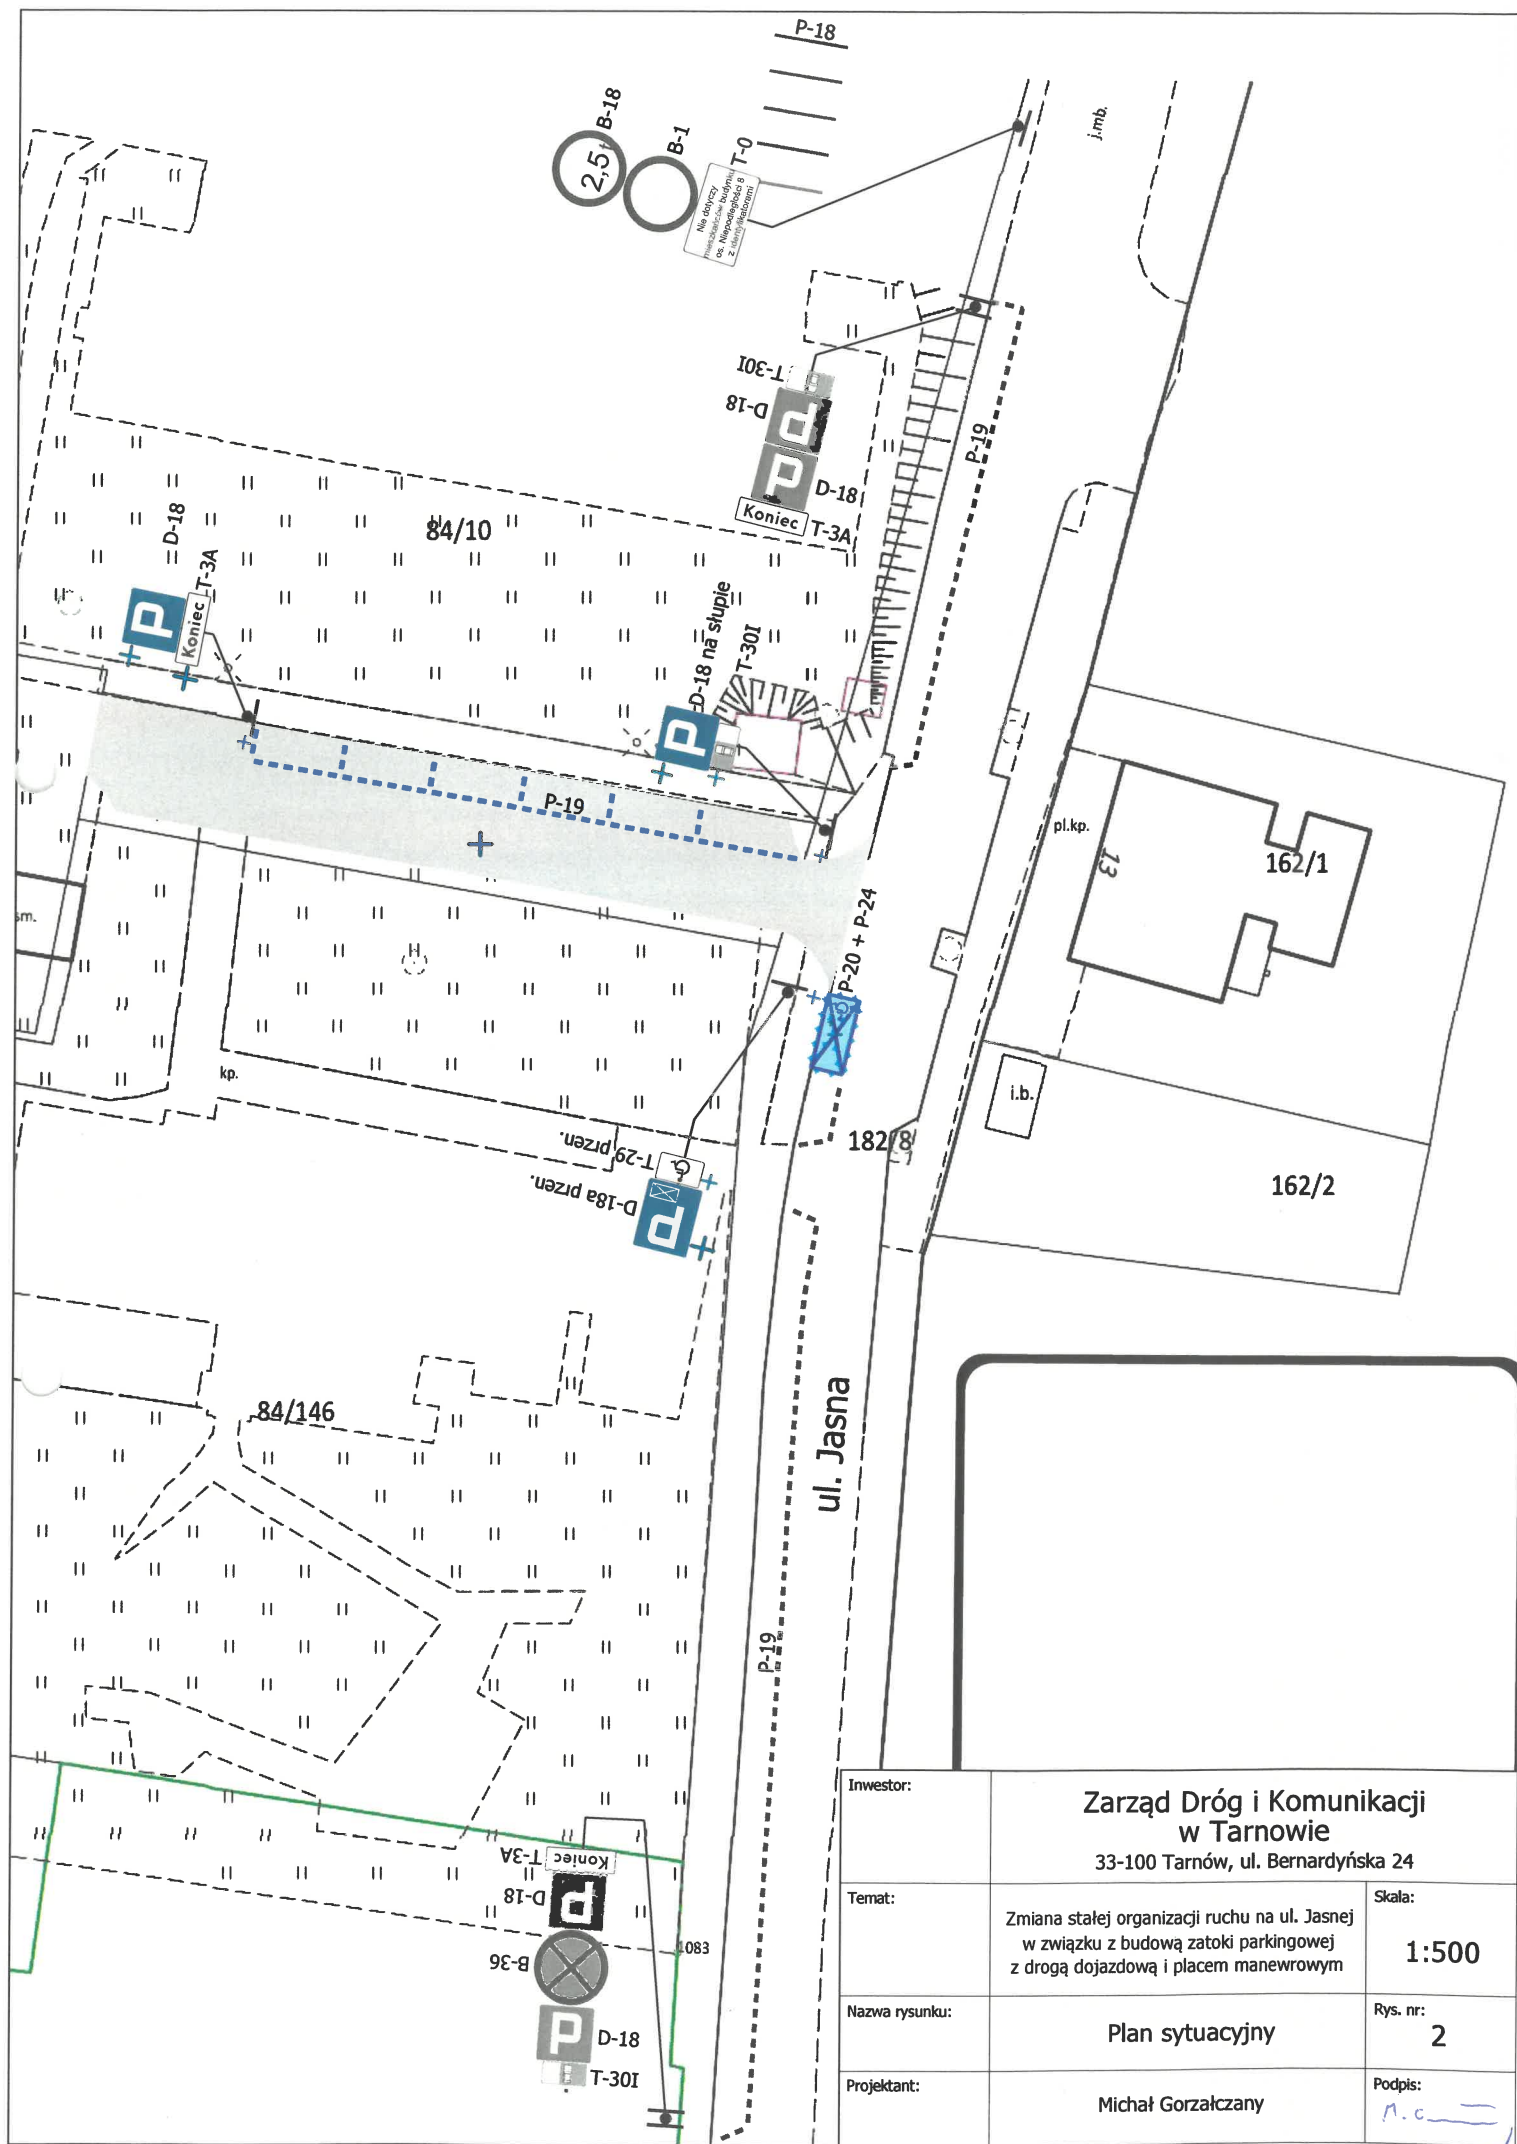 P-18
B-18
2,5t
B-1
T-0
Nie dotyczy
mieszkańców budynku
os. Niepodległości 8
z identyfikatorami
j.mb.
T-30I
D-18
P
P
D-18
Koniec
T-3A
P-19
84/10
D-18
T-3A
P
Koniec
D-18 na słupie
T-30I
P
P-19
pl.kp.
13
162/1
sm.
P-20 + P-24
kp.
i.b.
182/8
162/2
T-29 przen.
D-18a przen.
P
84/146
ul. Jasna
P-19
T-3A
Koniec
D-18
P
B-36
1083
P
D-18
T-30I
Inwestor:
Zarząd Dróg i Komunikacji
w Tarnowie
33-100 Tarnów, ul. Bernardyńska 24
Temat:
Zmiana stałej organizacji ruchu na ul. Jasnej
w związku z budową zatoki parkingowej
z drogą dojazdową i placem manewrowym
Skala:
1:500
Nazwa rysunku:
Plan sytuacyjny
Rys. nr:
2
Projektant:
Michał Gorzałczany
Podpis: